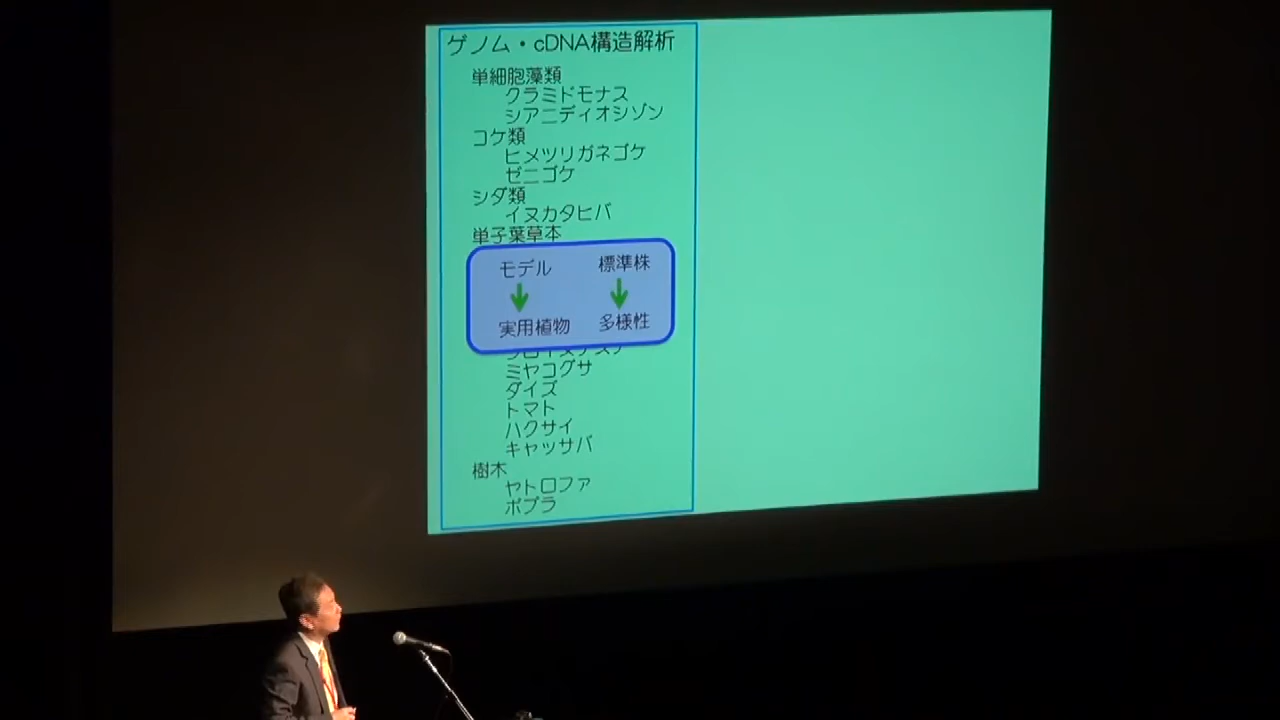 ゲノム・cDNA構造解析
単細胞藻類
クラミドモナス
シアニディオシゾン
コケ類
ヒメツリガネゴケ
ゼニゴケ
シダ類
イヌカタヒバ
単子葉草本
モデル 標準株
実用植物 多様性
ミヤコグサ
ダイズ
トマト
ハクサイ
キャッサバ
樹木
ヤトロファ
ポプラ